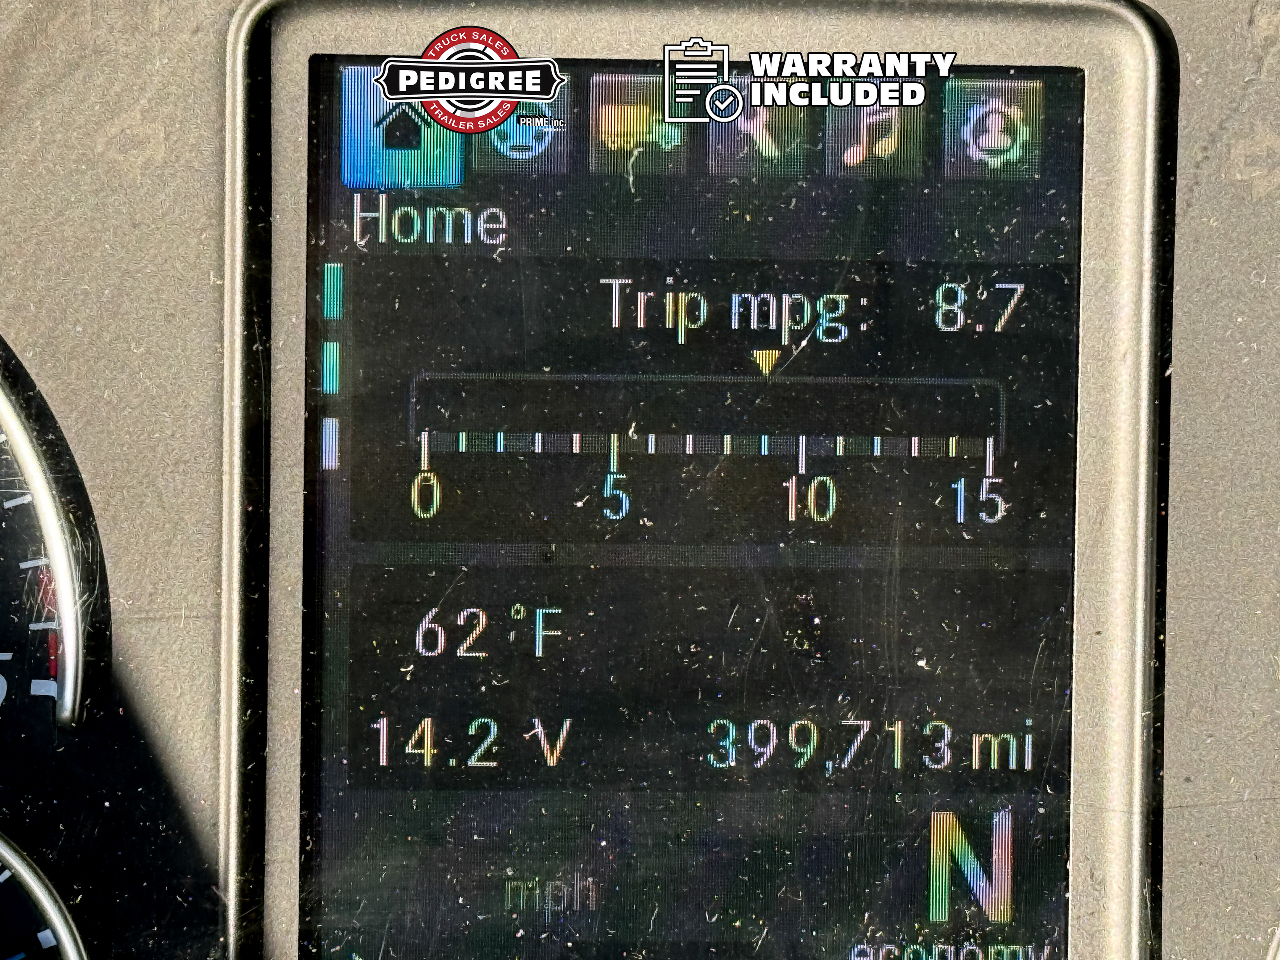 TRUCK SALES
PEDIGREE
TRAILER SALES
PRIME inc.
WARRANTY
INCLUDED
Home
Trip mpg: 8.7
0 5 10 15
62 °F
14.2 V 399,713 mi
N
mph
economy